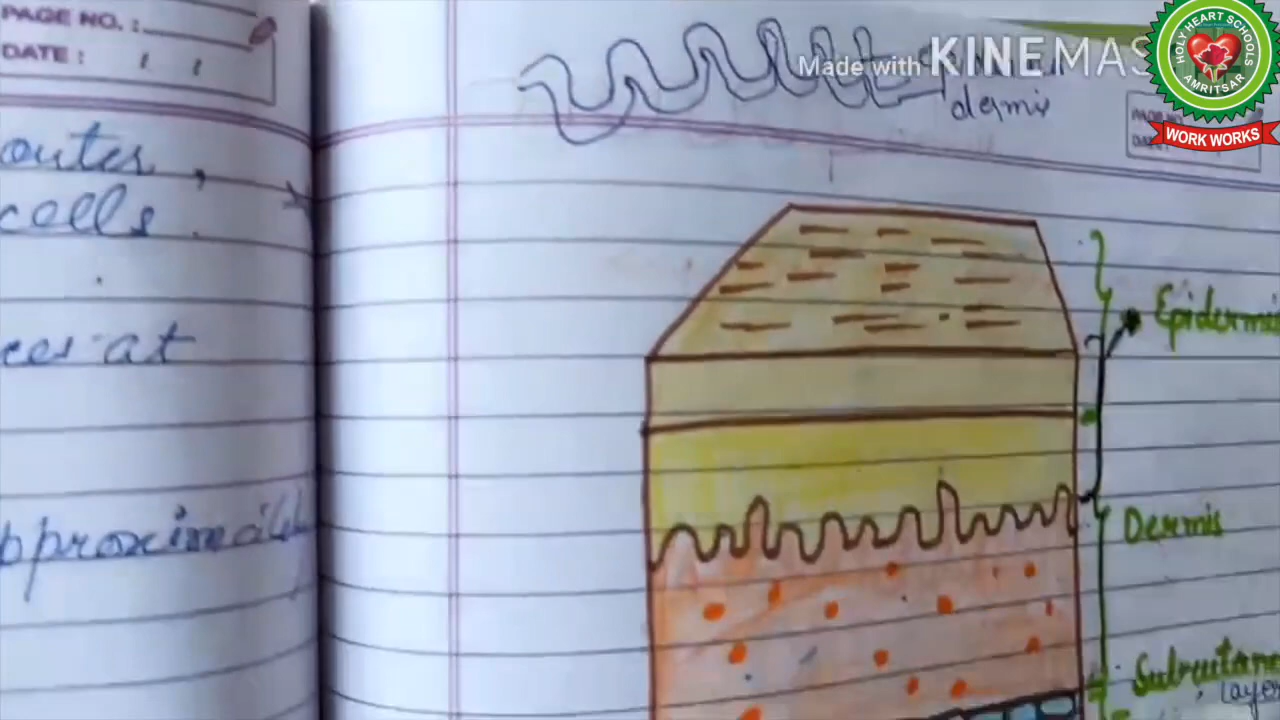 PAGE NO. :
DATE :
outer,
cells.
at
Made with KINEMAS
dermis
HOLY HEART SCHOOLS
AMRITSAR
WORK WORKS
Epidermis
Dermis
Subcutane
layer